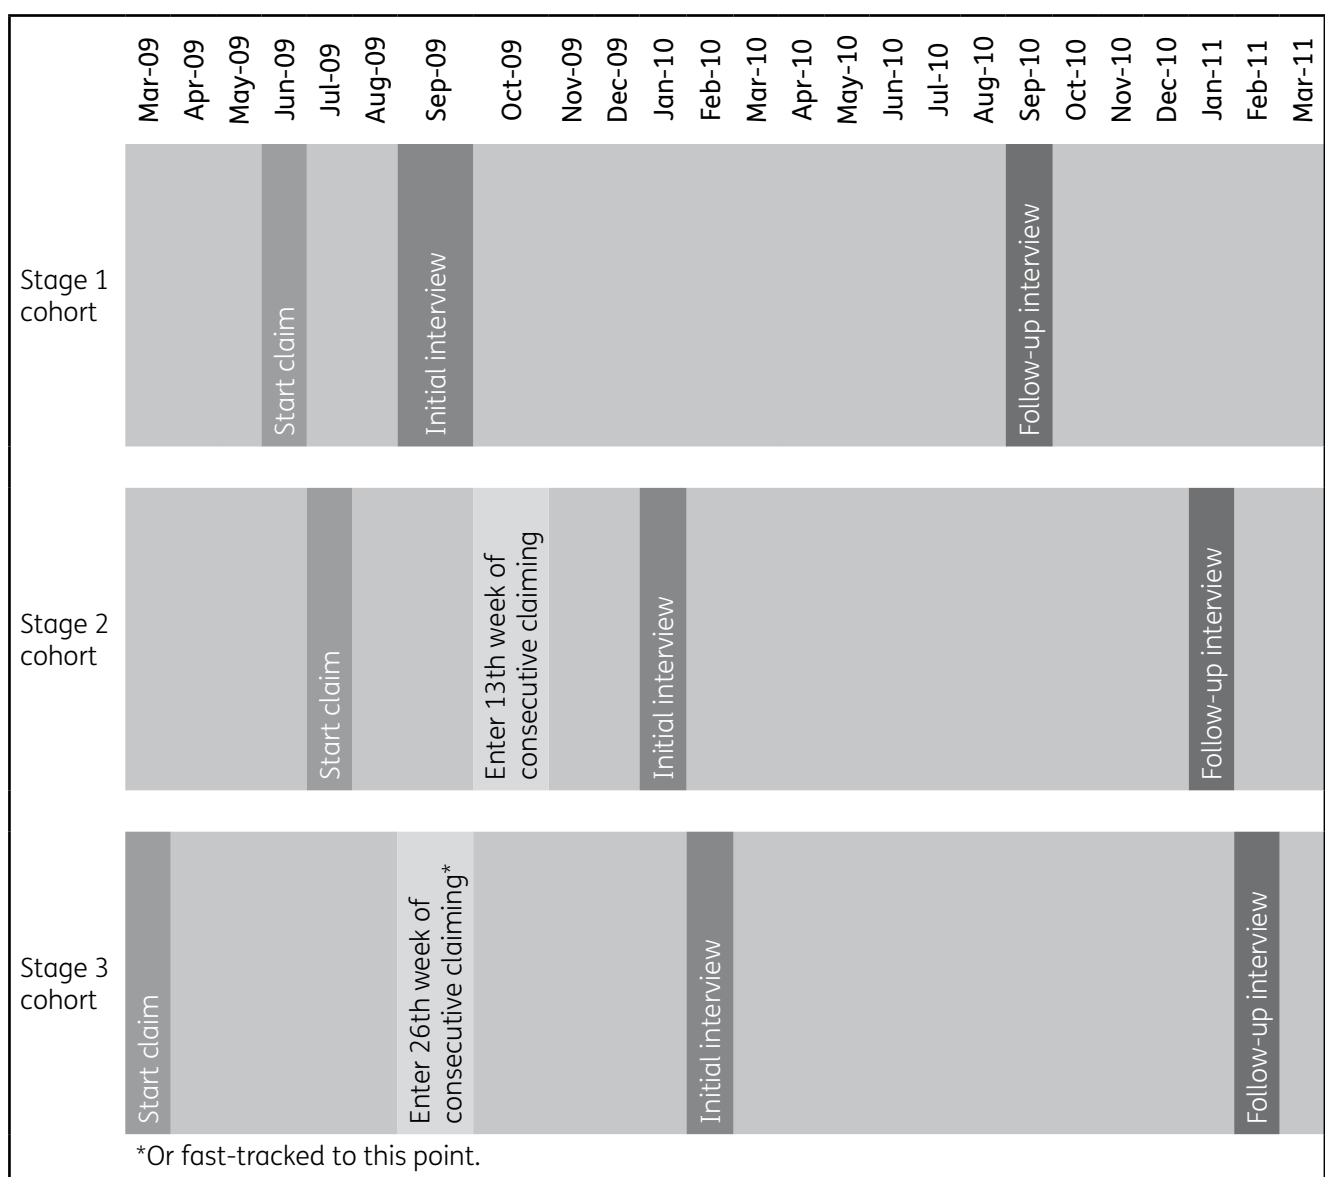 Mar-09
Apr-09
May-09
Jun-09
Jul-09
Aug-09
Sep-09
Oct-09
Nov-09
Dec-09
Jan-10
Feb-10
Mar-10
Apr-10
May-10
Jun-10
Jul-10
Aug-10
Sep-10
Oct-10
Nov-10
Dec-10
Jan-11
Feb-11
Mar-11
Stage 1
cohort
Start claim
Initial interview
Follow-up interview
Stage 2
cohort
Start claim
Enter 13th week of
consecutive claiming
Initial interview
Follow-up interview
Stage 3
cohort
Start claim
Enter 26th week of
consecutive claiming*
Initial interview
Follow-up interview
*Or fast-tracked to this point.